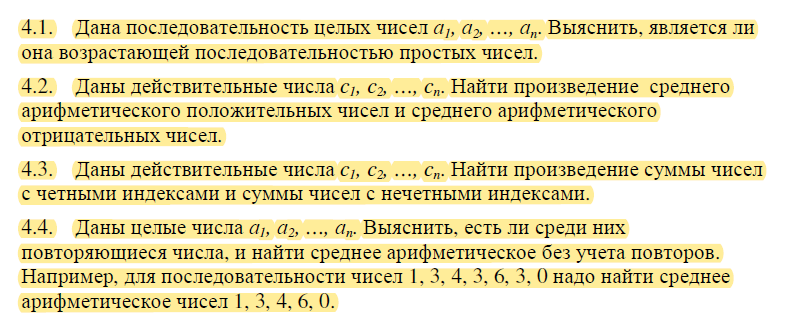 4.1. Дана последовательность целых чисел a1, a2, ..., an. Выяснить, является ли
она возрастающей последовательностью простых чисел.
4.2. Даны действительные числа c1, c2, ..., cn. Найти произведение среднего
арифметического положительных чисел и среднего арифметического
отрицательных чисел.
4.3. Даны действительные числа c1, c2, ..., cn. Найти произведение суммы чисел
с четными индексами и суммы чисел с нечетными индексами.
4.4. Даны целые числа a1, a2, ..., an. Выяснить, есть ли среди них
повторяющиеся числа, и найти среднее арифметическое без учета повторов.
Например, для последовательности чисел 1, 3, 4, 3, 6, 3, 0 надо найти среднее
арифметическое чисел 1, 3, 4, 6, 0.